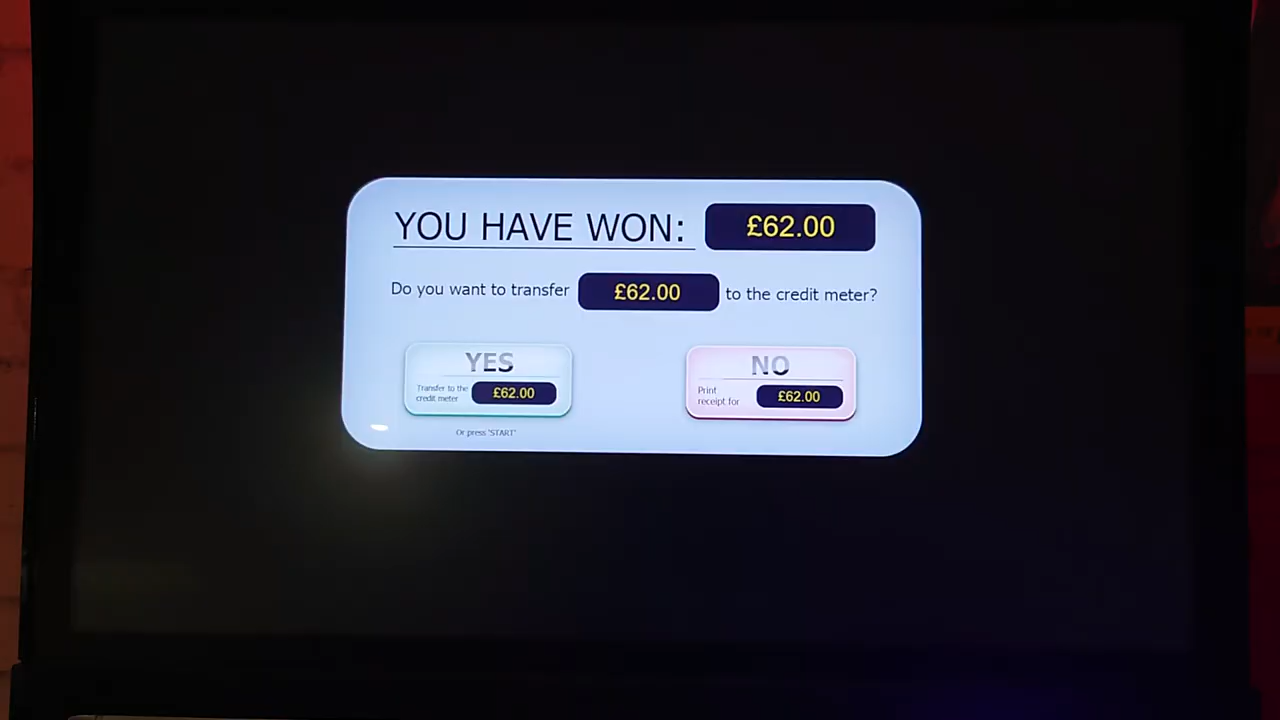 YOU HAVE WON: £62.00
Do you want to transfer £62.00 to the credit meter?
YES
Transfer to the
credit meter
£62.00
Or press 'START'
NO
Print
receipt for
£62.00